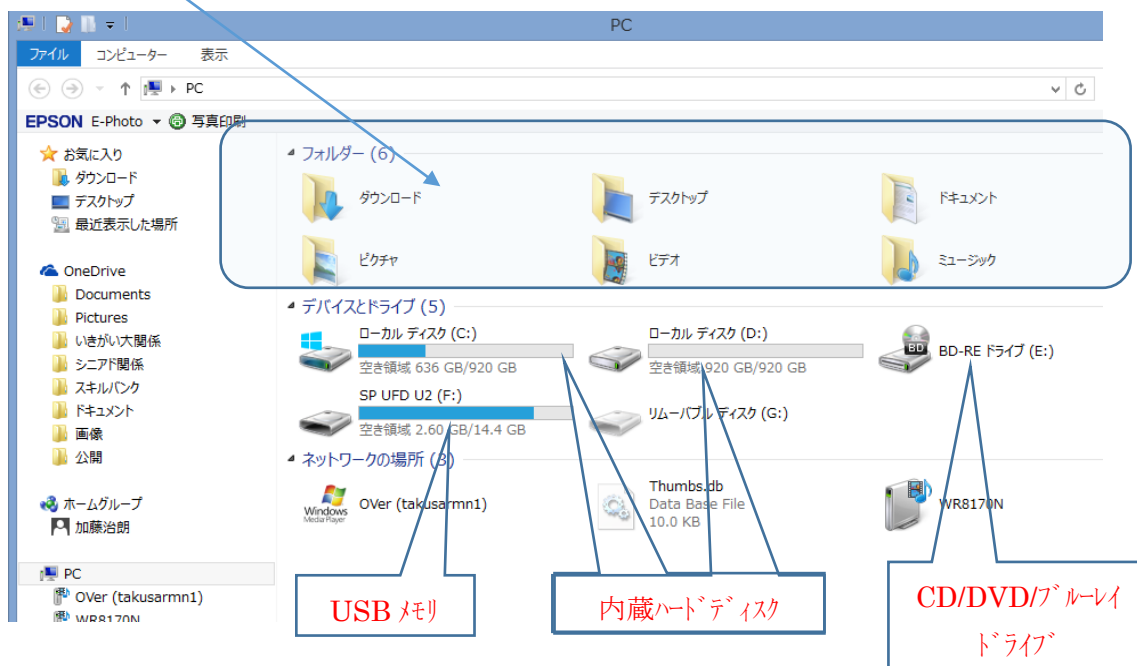 PC
ファイル コンピューター 表示
PC
EPSON E-Photo 写真印刷
お気に入り
ダウンロード
デスクトップ
最近表示した場所
OneDrive
Documents
Pictures
いきがい大関係
シニアド関係
スキルバンク
ドキュメント
画像
公開
ホームグループ
加藤治朗
PC
OVer (takusarmn1)
WR8170N
フォルダー (6)
ダウンロード
デスクトップ
ドキュメント
ピクチャ
ビデオ
ミュージック
デバイスとドライブ (5)
ローカル ディスク (C:)
空き領域 636 GB/920 GB
ローカル ディスク (D:)
空き領域 920 GB/920 GB
BD
BD-RE ドライブ (E:)
SP UFD U2 (F:)
空き領域 2.60 GB/14.4 GB
リムーバブル ディスク (G:)
ネットワークの場所 (3)
Windows
Media Player
OVer (takusarmn1)
Thumbs.db
Data Base File
10.0 KB
WR8170N
USB ﾒﾓﾘ
内蔵ﾊｰﾄﾞﾃﾞｨｽｸ
CD/DVD/ﾌﾞﾙｰﾚｲ
ﾄﾞﾗｲﾌﾞ